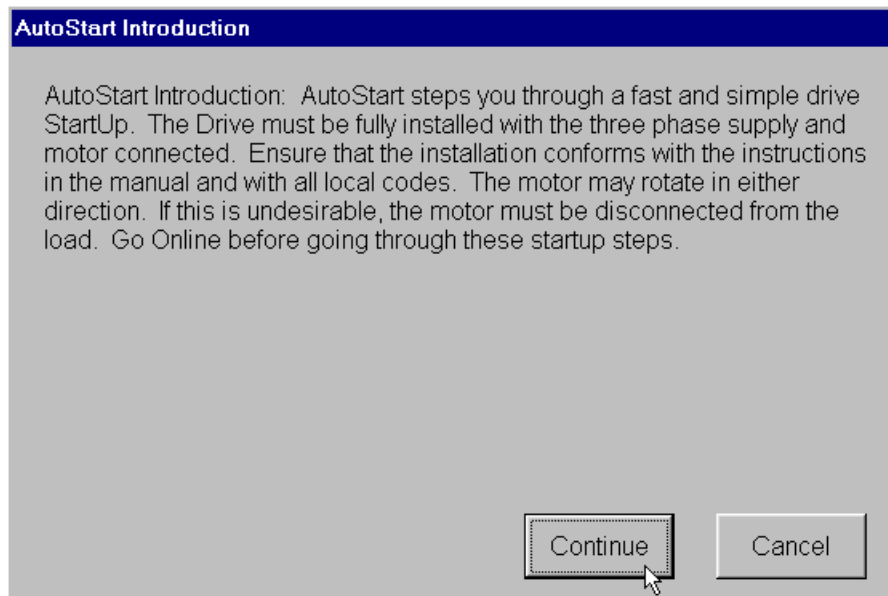 AutoStart Introduction
AutoStart Introduction:  AutoStart steps you through a fast and simple drive
StartUp.  The Drive must be fully installed with the three phase supply and
motor connected.  Ensure that the installation conforms with the instructions
in the manual and with all local codes.  The motor may rotate in either
direction.  If this is undesirable, the motor must be disconnected from the
load.  Go Online before going through these startup steps.
Continue
Cancel